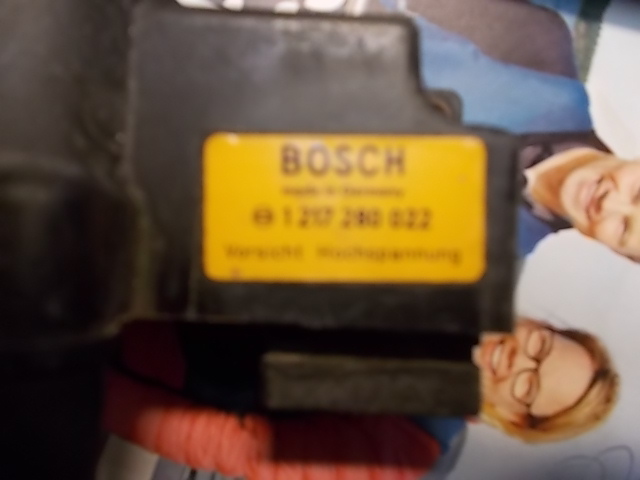 BOSCH
made in Germany
1 217 280 022
Vorsicht Hochspannung